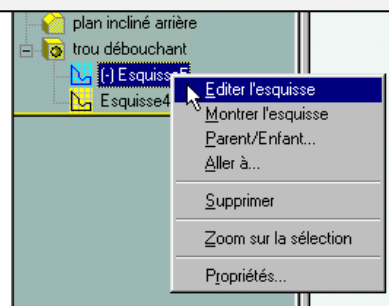 plan incliné arrière
trou débouchant
(-) Esquisse5
Editer l'esquisse
Esquisse4
Montrer l'esquisse
Parent/Enfant...
Aller à...
Supprimer
Zoom sur la sélection
Propriétés...